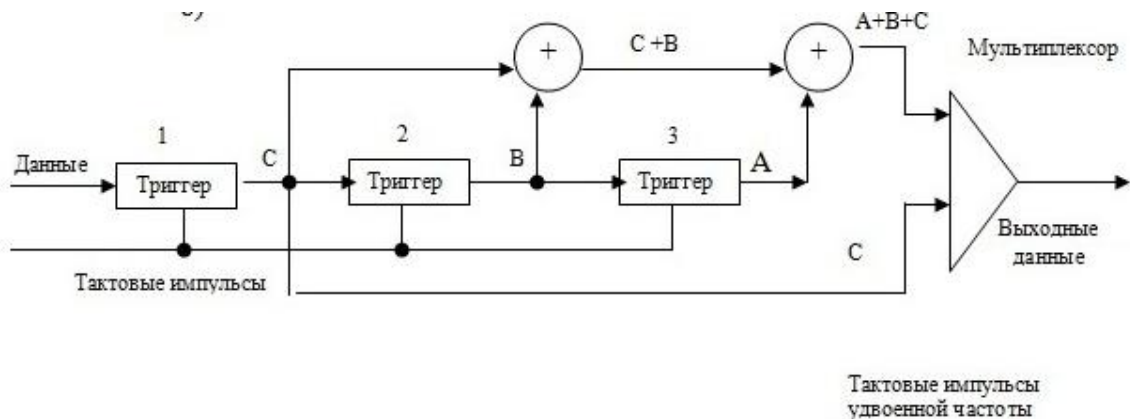 A+B+C
C +B
Мультиплексор
+
+
1
2
3
Данные
C
B
A
Триггер
Триггер
Триггер
C
Выходные
данные
Тактовые импульсы
Тактовые импульсы
удвоенной частоты